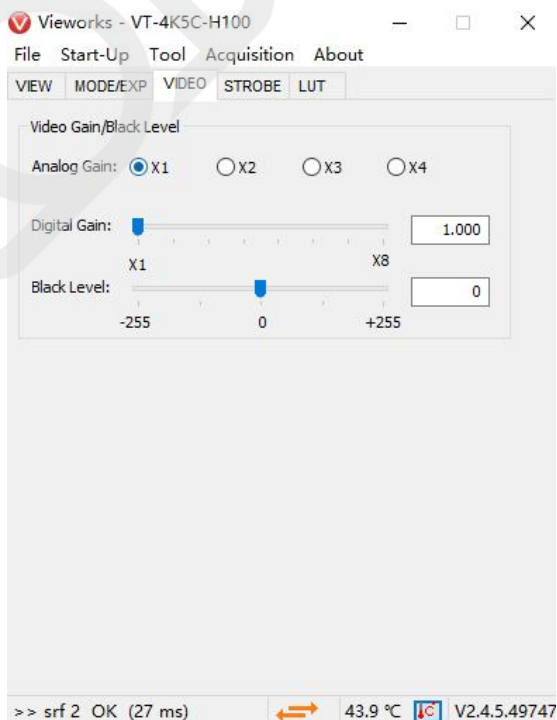 Vieworks - VT-4K5C-H100
File Start-Up Tool Acquisition About
VIEW MODE/EXP VIDEO STROBE LUT
Video Gain/Black Level
Analog Gain: X1 X2 X3 X4
Digital Gain: 1.000
X1 X8
Black Level: 0
-255 0 +255
>> srf 2 OK (27 ms) 43.9 ℃ C V2.4.5.49747